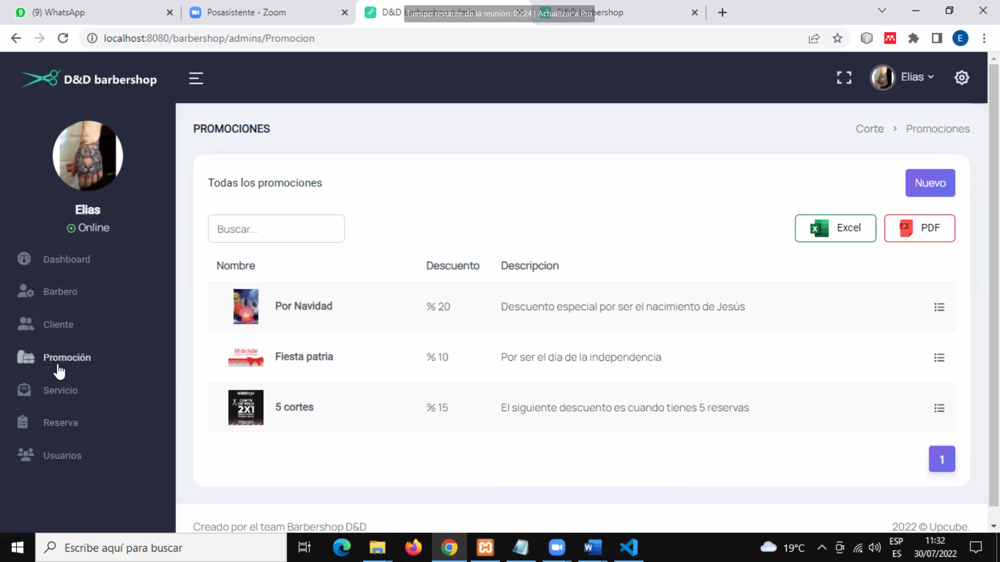 (9) WhatsApp
Posasistente - Zoom
D&D
Tiempo restante de la reunión: 09:24 | Actualizar a Pro
bershop
localhost:8080/barbershop/admins/Promocion
D&D barbershop
Elias
Elias
Online
Dashboard
Barbero
Cliente
Promoción
Servicio
Reserva
Usuarios
PROMOCIONES
Corte > Promociones
Todas los promociones
Nuevo
Buscar...
Excel
PDF
Nombre Descuento Descripcion
Por Navidad % 20 Descuento especial por ser el nacimiento de Jesús
28 de Julio
Fiesta patria % 10 Por ser el día de la independencia
CORTE
DE PELO
2X1
5 cortes % 15 El siguiente descuento es cuando tienes 5 reservas
1
Creado por el team Barbershop D&D
2022 © Upcube.
Escribe aquí para buscar
19°C
ESP
ES
11:32
30/07/2022